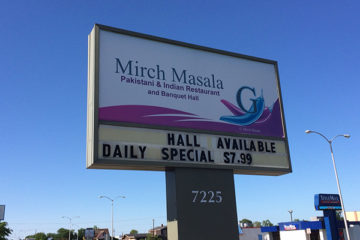 Mirch Masala
Pakistani & Indian Restaurant
and Banquet Hall
G
HALL AVAILABLE
DAILY SPECIAL $7.99
7225